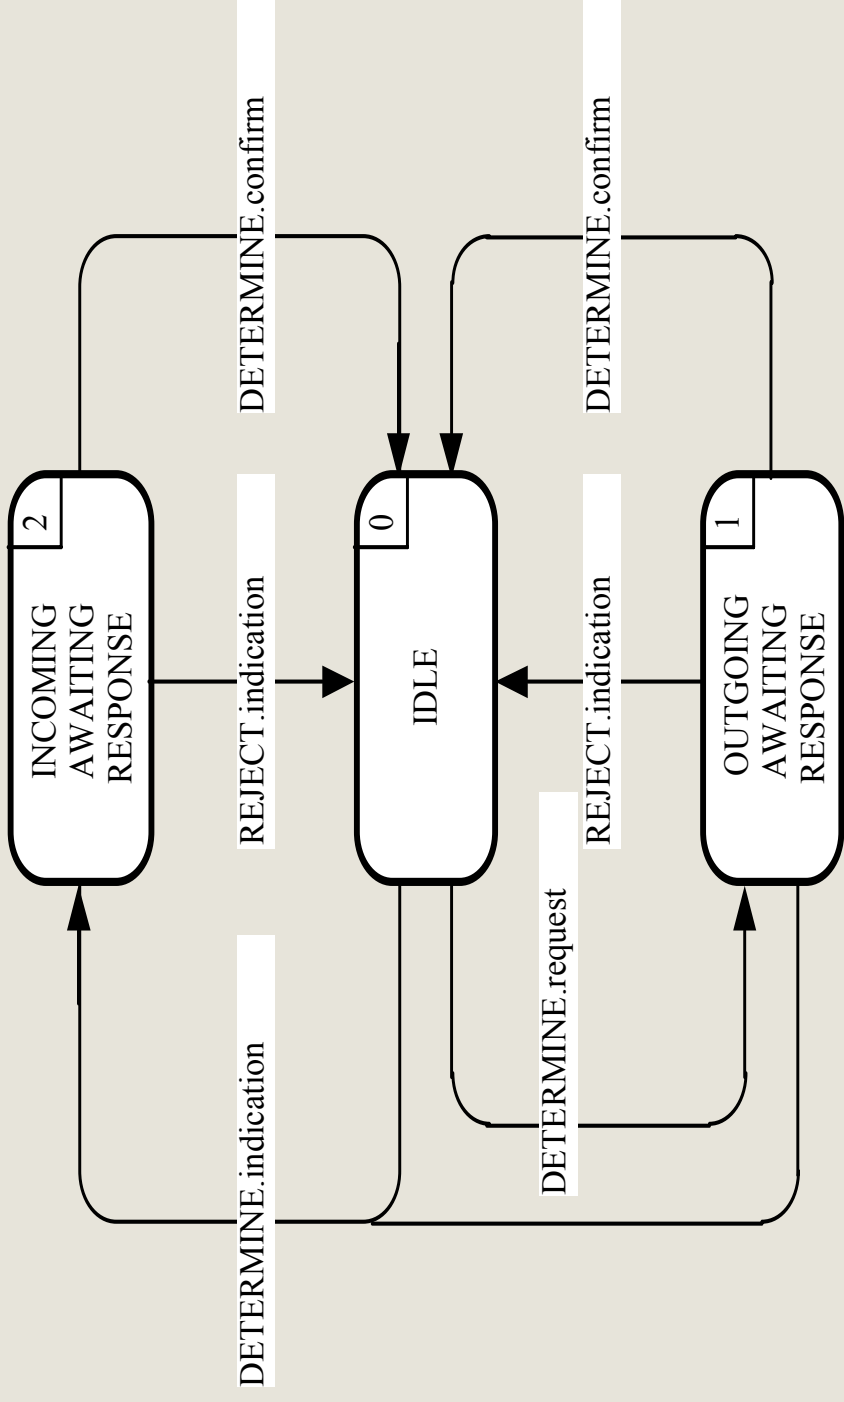 INCOMING
AWAITING
RESPONSE
2
DETERMINE.indication
REJECT.indication
DETERMINE.confirm
IDLE
0
DETERMINE.request
REJECT.indication
DETERMINE.confirm
OUTGOING
AWAITING
RESPONSE
1